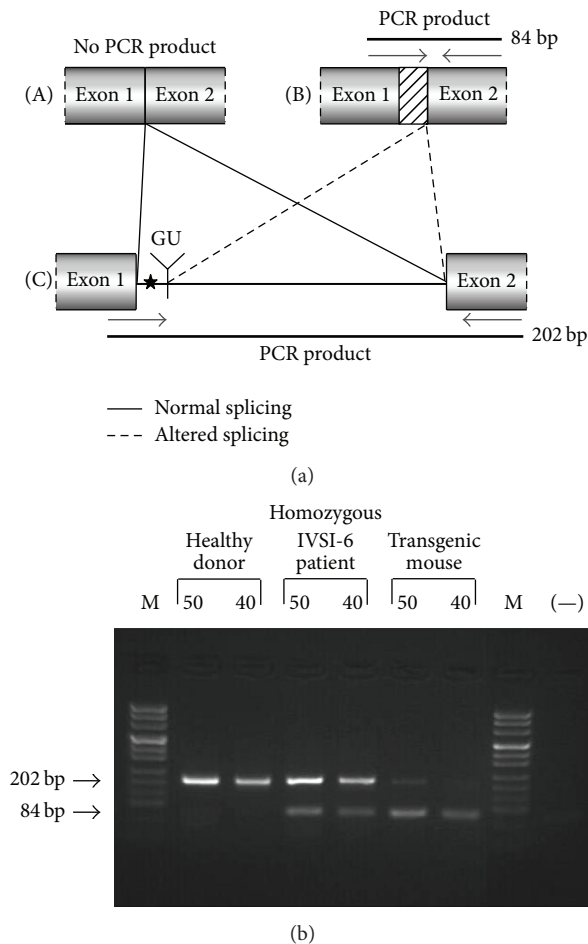 PCR product
84 bp
No PCR product
(A) Exon 1 Exon 2
(B) Exon 1 Exon 2
GU
(C) Exon 1 Exon 2
202 bp
PCR product
Normal splicing
Altered splicing
(a)
Healthy donor
Homozygous IVSI-6 patient
Transgenic mouse
M 50 40 50 40 50 40 M (—)
202 bp →
84 bp →
(b)